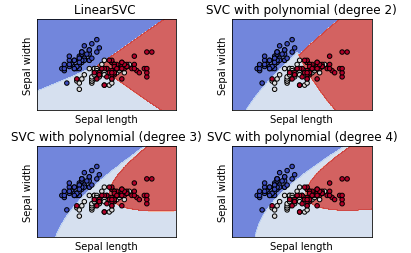 LinearSVC
SVC with polynomial (degree 2)
Sepal width
Sepal length
Sepal width
Sepal length
SVC with polynomial (degree 3)
SVC with polynomial (degree 4)
Sepal width
Sepal length
Sepal width
Sepal length